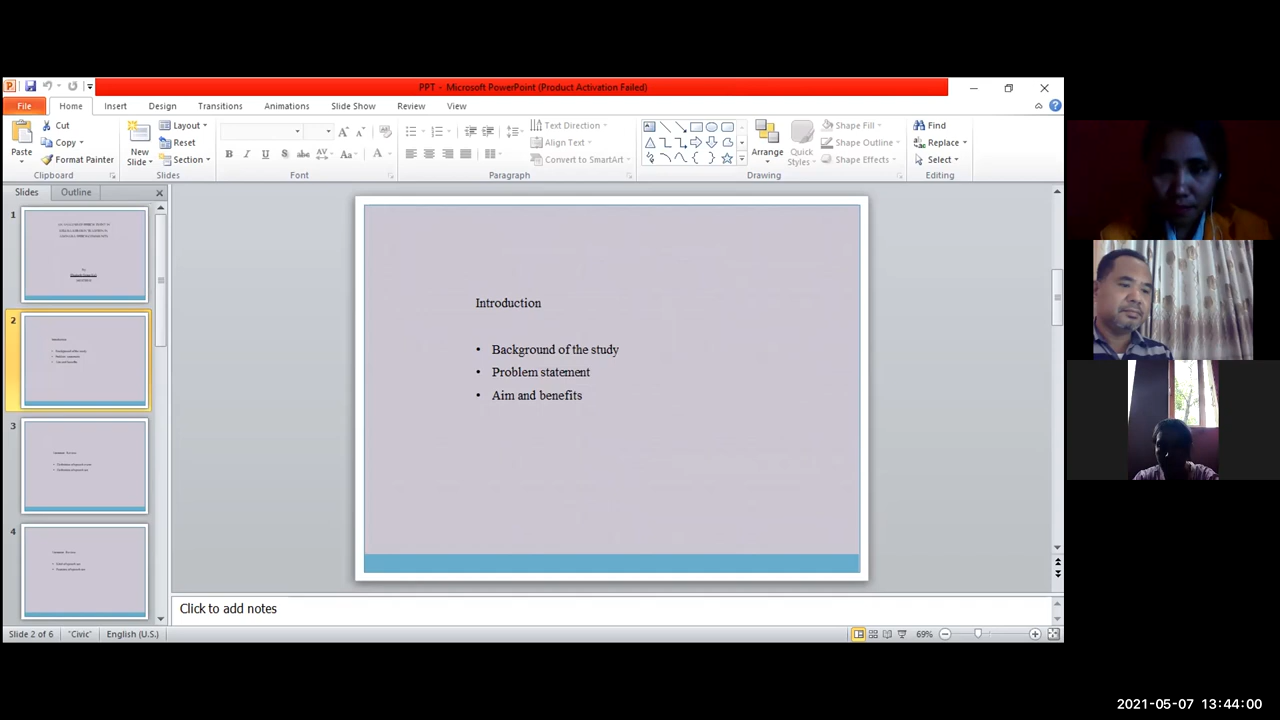 PPT - Microsoft PowerPoint (Product Activation Failed)
File Home Insert Design Transitions Animations Slide Show Review View
Paste
Cut
Copy
Format Painter
Clipboard
New Slide
Layout
Reset
Section
Slides
Font
Text Direction
Align Text
Convert to SmartArt
Paragraph
Arrange
Quick Styles
Shape Fill
Shape Outline
Shape Effects
Drawing
Find
Replace
Select
Editing
Slides Outline
1
2
3
4
Introduction
• Background of the study
• Problem statement
• Aim and benefits
Click to add notes
Slide 2 of 6 "Civic" English (U.S.) 69%
2021-05-07 13:44:00